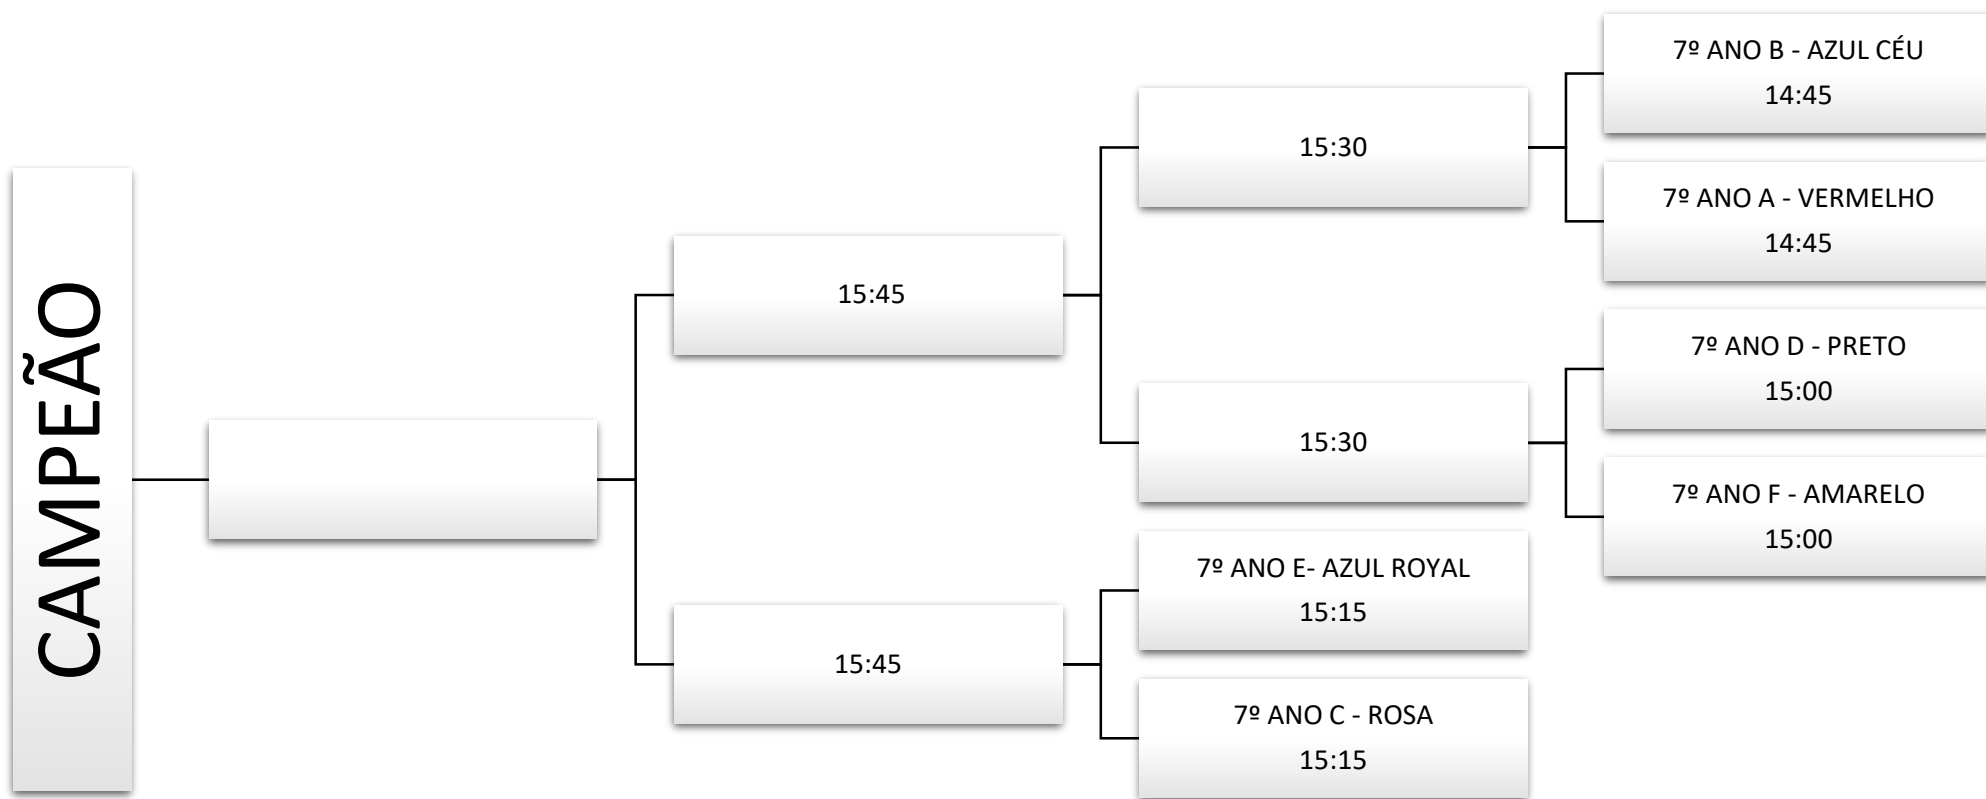 CAMPEÃO
15:45
15:30
7º ANO B - AZUL CÉU
14:45
7º ANO A - VERMELHO
14:45
15:30
7º ANO D - PRETO
15:00
7º ANO F - AMARELO
15:00
15:45
7º ANO E- AZUL ROYAL
15:15
7º ANO C - ROSA
15:15